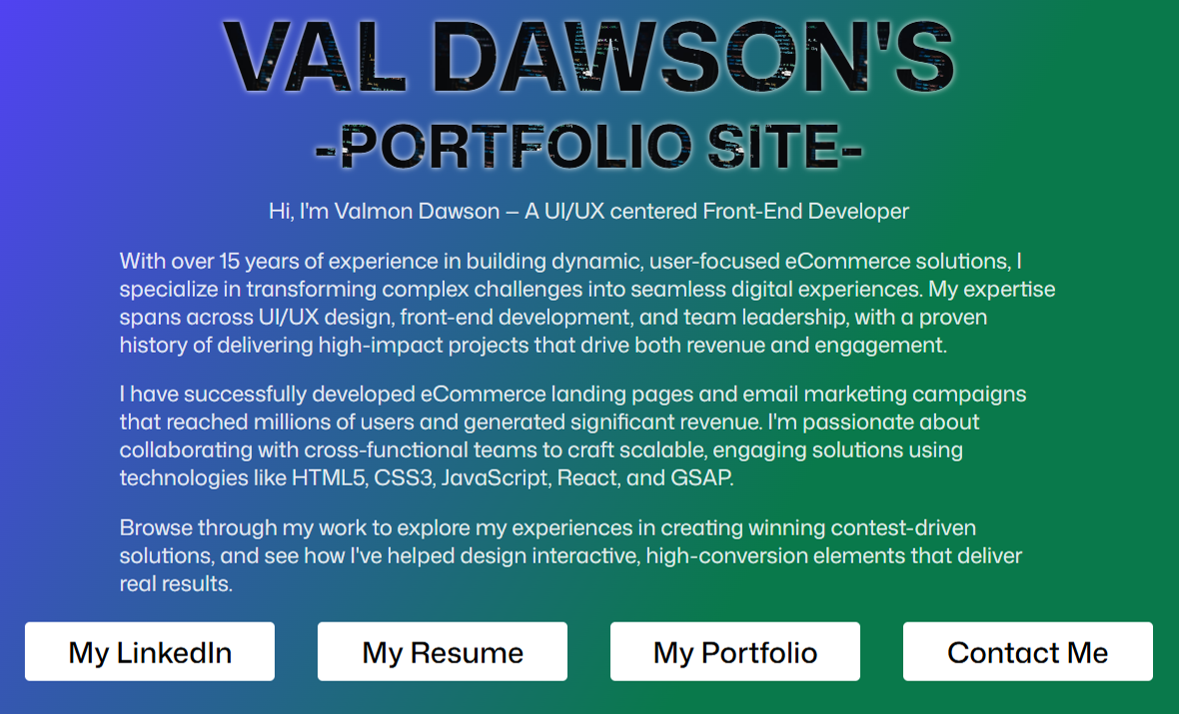 VAL DAWSON'S
-PORTFOLIO SITE-
Hi, I'm Valmon Dawson – A UI/UX centered Front-End Developer
With over 15 years of experience in building dynamic, user-focused eCommerce solutions, I
specialize in transforming complex challenges into seamless digital experiences. My expertise
spans across UI/UX design, front-end development, and team leadership, with a proven
history of delivering high-impact projects that drive both revenue and engagement.
I have successfully developed eCommerce landing pages and email marketing campaigns
that reached millions of users and generated significant revenue. I'm passionate about
collaborating with cross-functional teams to craft scalable, engaging solutions using
technologies like HTML5, CSS3, JavaScript, React, and GSAP.
Browse through my work to explore my experiences in creating winning contest-driven
solutions, and see how I've helped design interactive, high-conversion elements that deliver
real results.
My LinkedIn
My Resume
My Portfolio
Contact Me